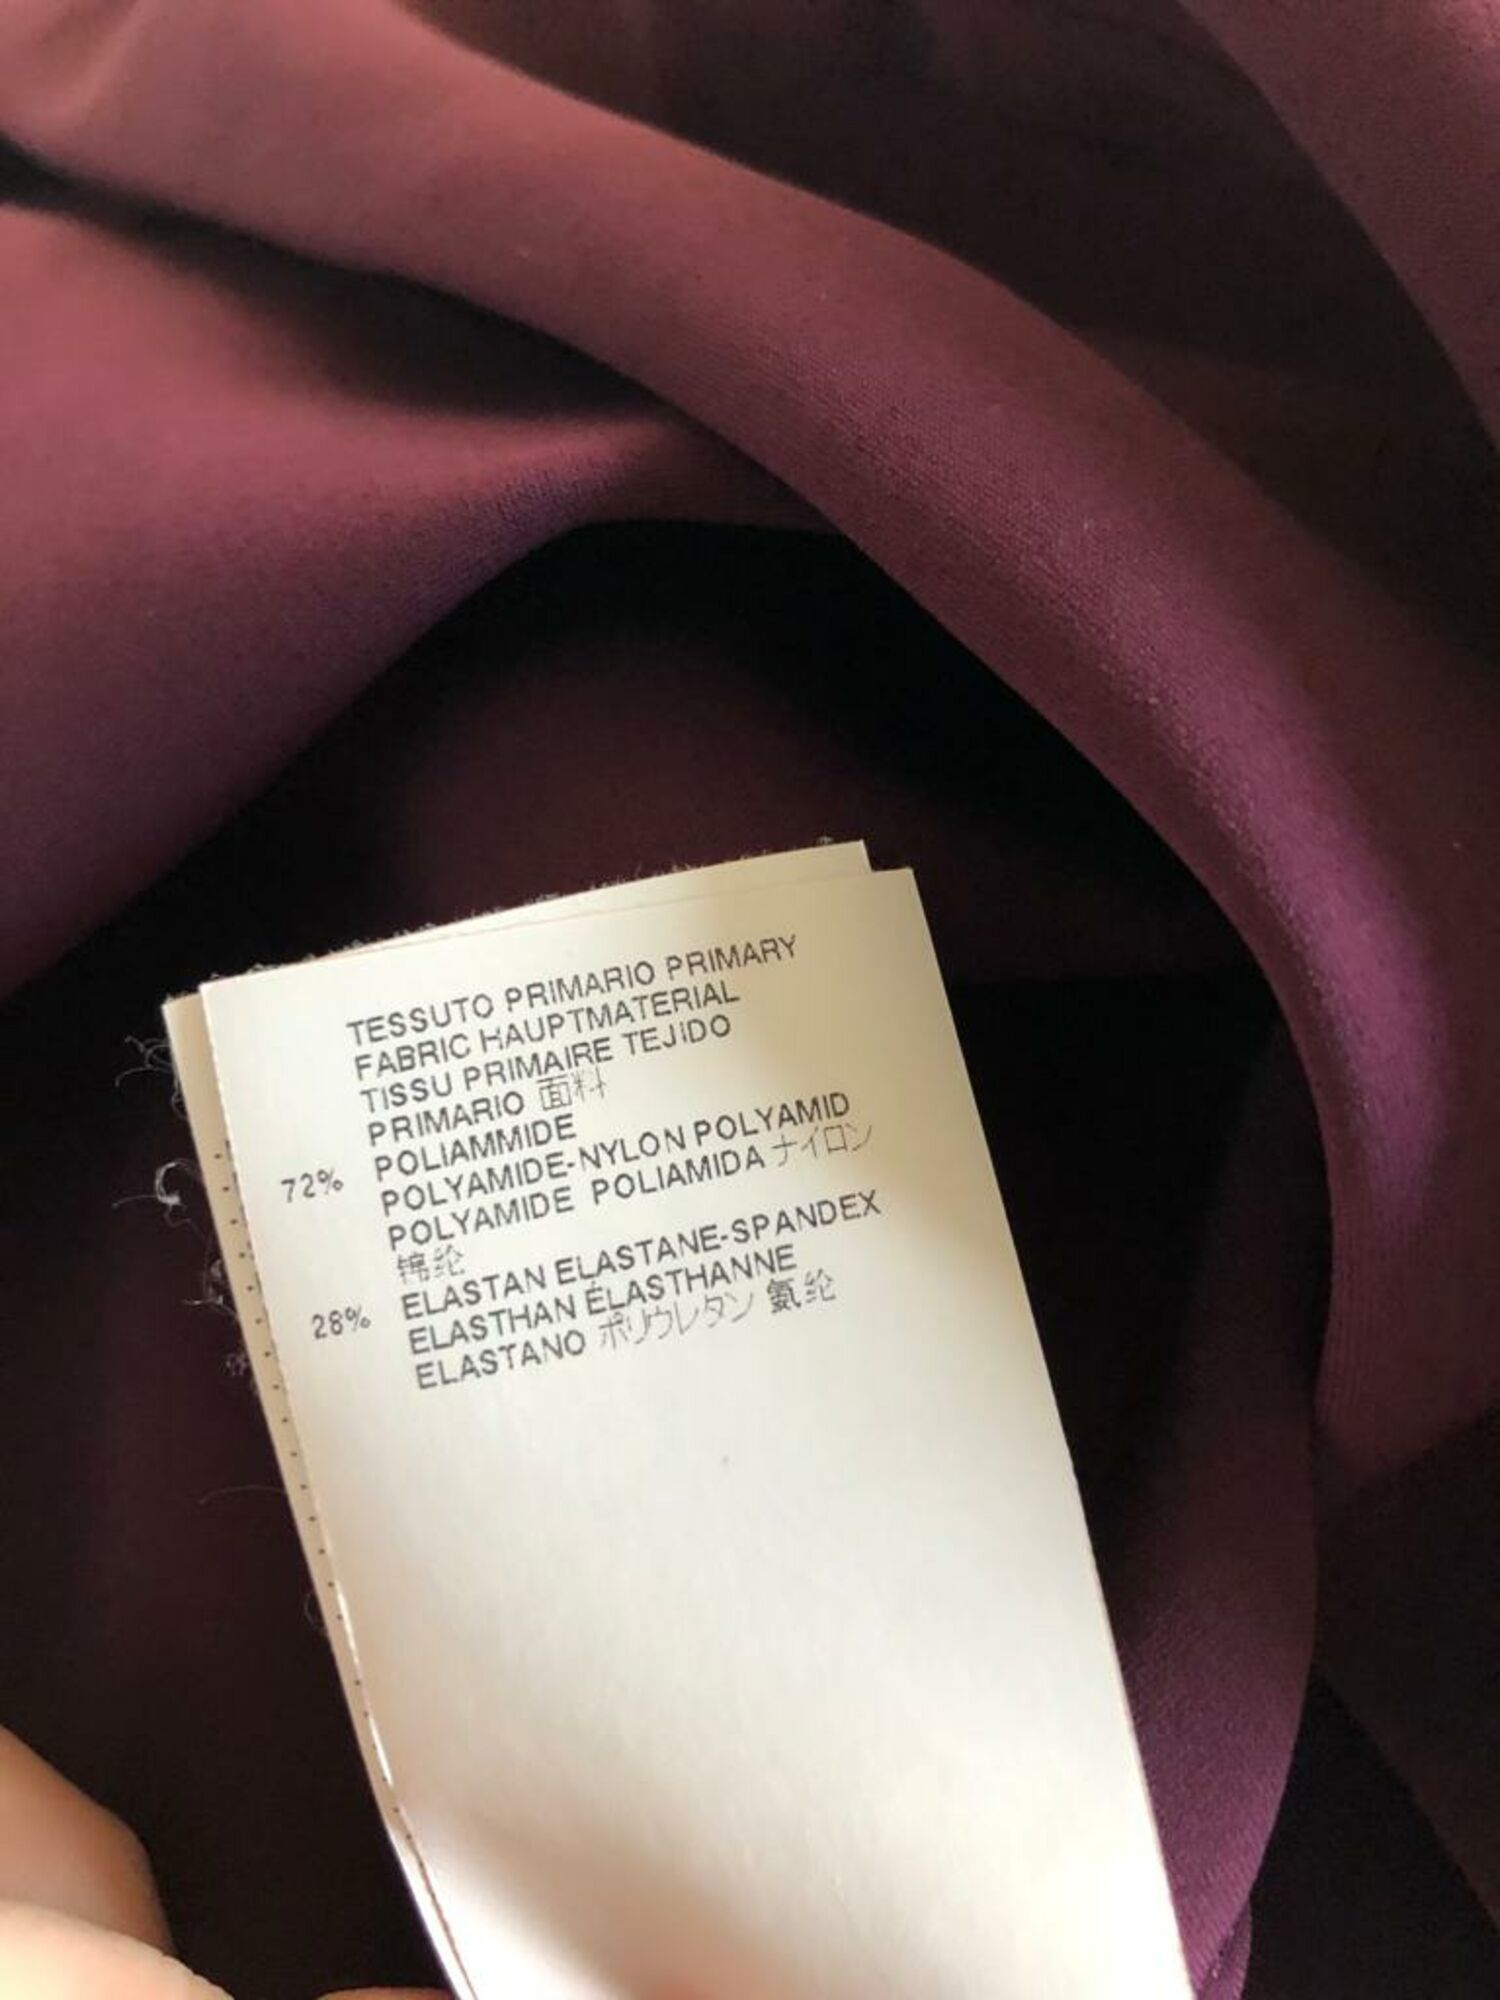 TESSUTO PRIMARIO PRIMARY
FABRIC HAUPTMATERIAL
TISSU PRIMAIRE TEJIDO
PRIMARIO 面料
72% POLIAMMIDE
POLYAMIDE-NYLON POLYAMID
POLYAMIDE POLIAMIDA ナイロン
锦纶
28% ELASTAN ELASTANE-SPANDEX
ELASTHAN ÉLASTHANNE
ELASTANO ポリウレタン 氨纶